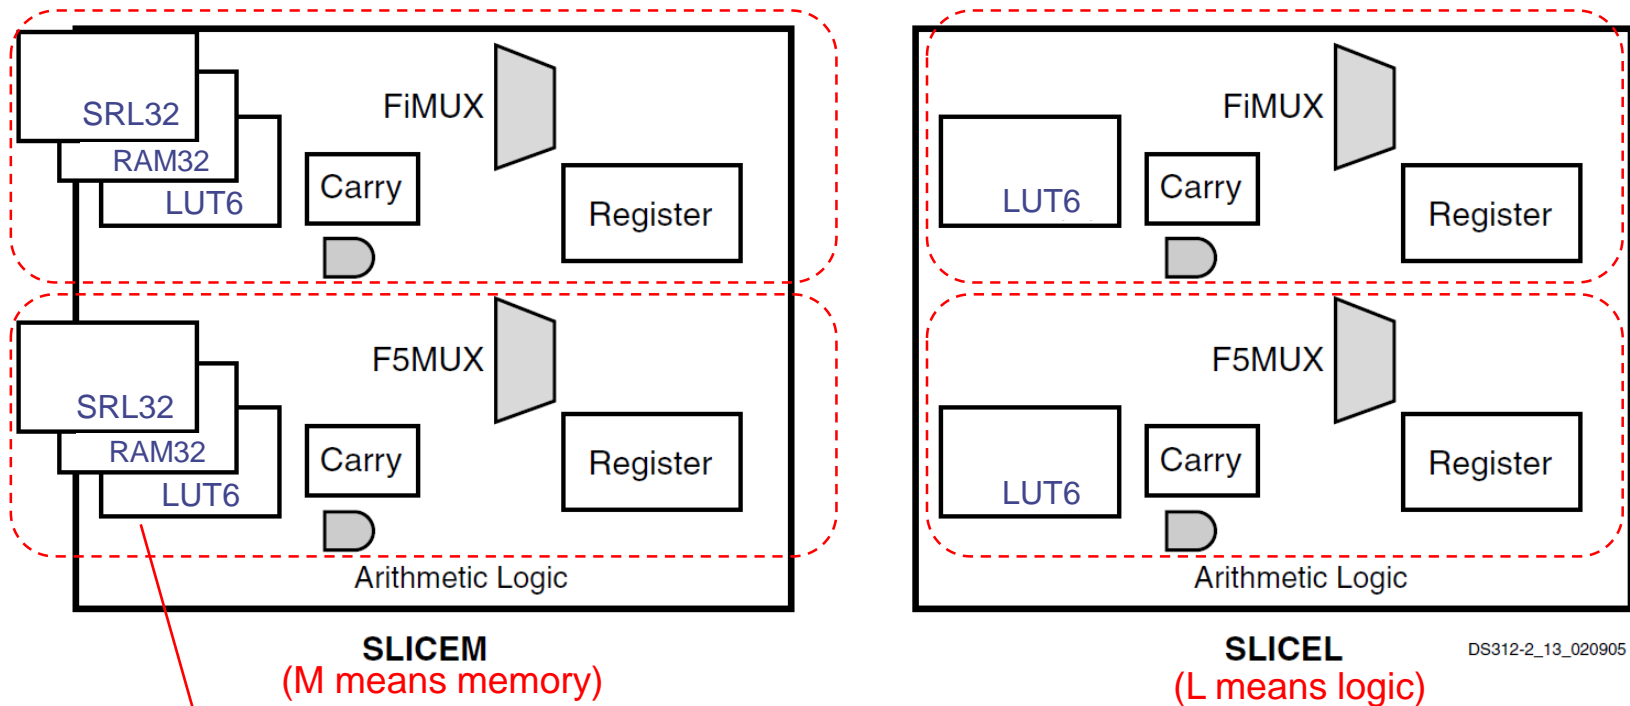 SRL32
RAM32
LUT6
FiMUX
Carry
Register
SRL32
RAM32
LUT6
F5MUX
Carry
Register
Arithmetic Logic
SLICEM
(M means memory)
LUT6
FiMUX
Carry
Register
LUT6
F5MUX
Carry
Register
Arithmetic Logic
SLICEL
(L means logic)
DS312-2_13_020905